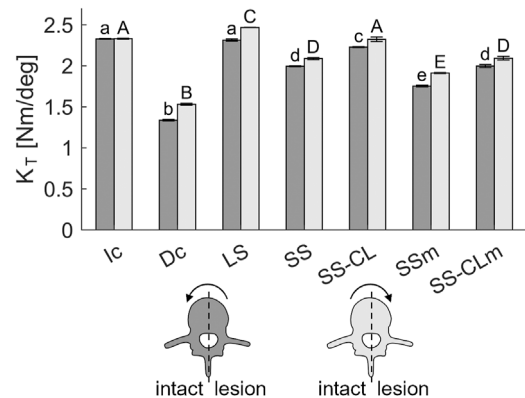 K_T [Nm/deg]
2.5
2
1.5
1
0.5
0
a A
b B
a C
d D
c A
e E
d D
Ic Dc LS SS SS-CL SSm SS-CLm
intact lesion intact lesion